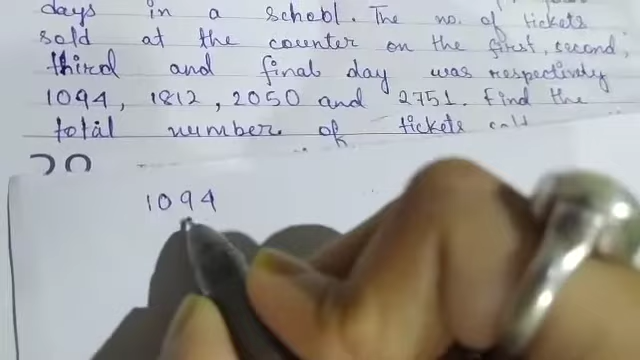 days in a school. The no. of tickets
sold at the counter on the first, second,
third and final day was respectively
1094, 1812, 2050 and 2751. Find the
total number of tickets sold
1094